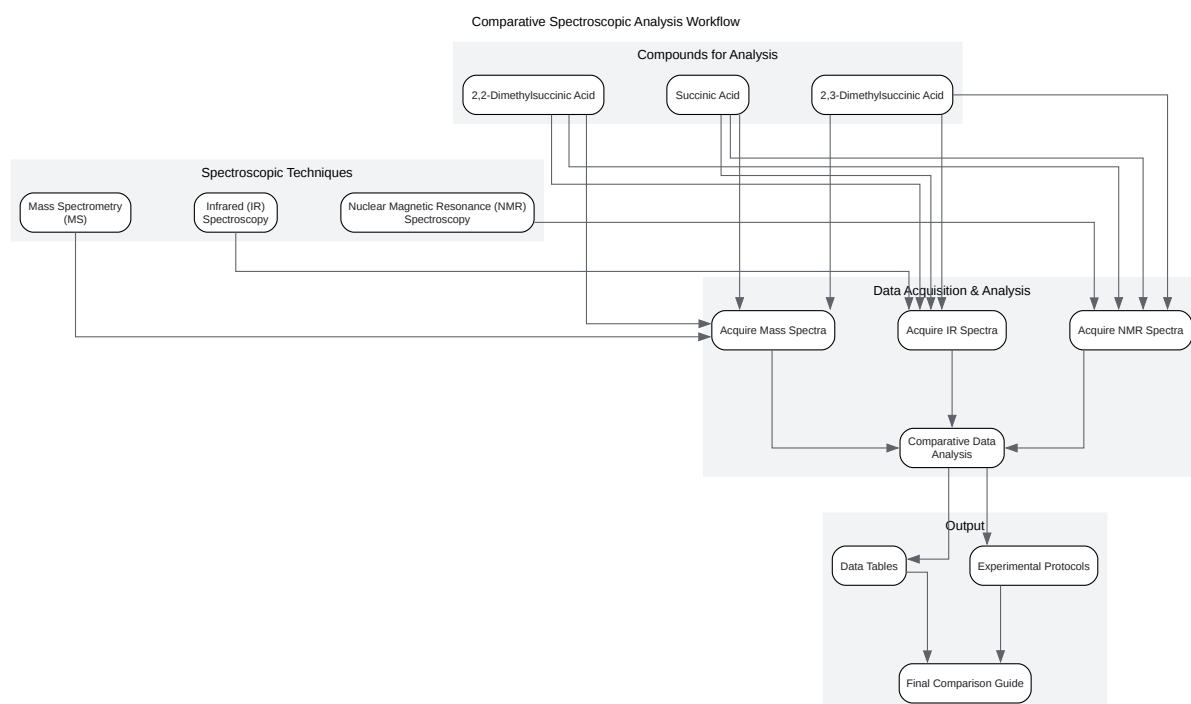 Comparative Spectroscopic Analysis Workflow
Compounds for Analysis
2,2-Dimethylsuccinic Acid
Succinic Acid
2,3-Dimethylsuccinic Acid
Spectroscopic Techniques
Mass Spectrometry
(MS)
Infrared (IR)
Spectroscopy
Nuclear Magnetic Resonance (NMR)
Spectroscopy
Data Acquisition & Analysis
Acquire Mass Spectra
Acquire IR Spectra
Acquire NMR Spectra
Comparative Data
Analysis
Output
Data Tables
Experimental Protocols
Final Comparison Guide